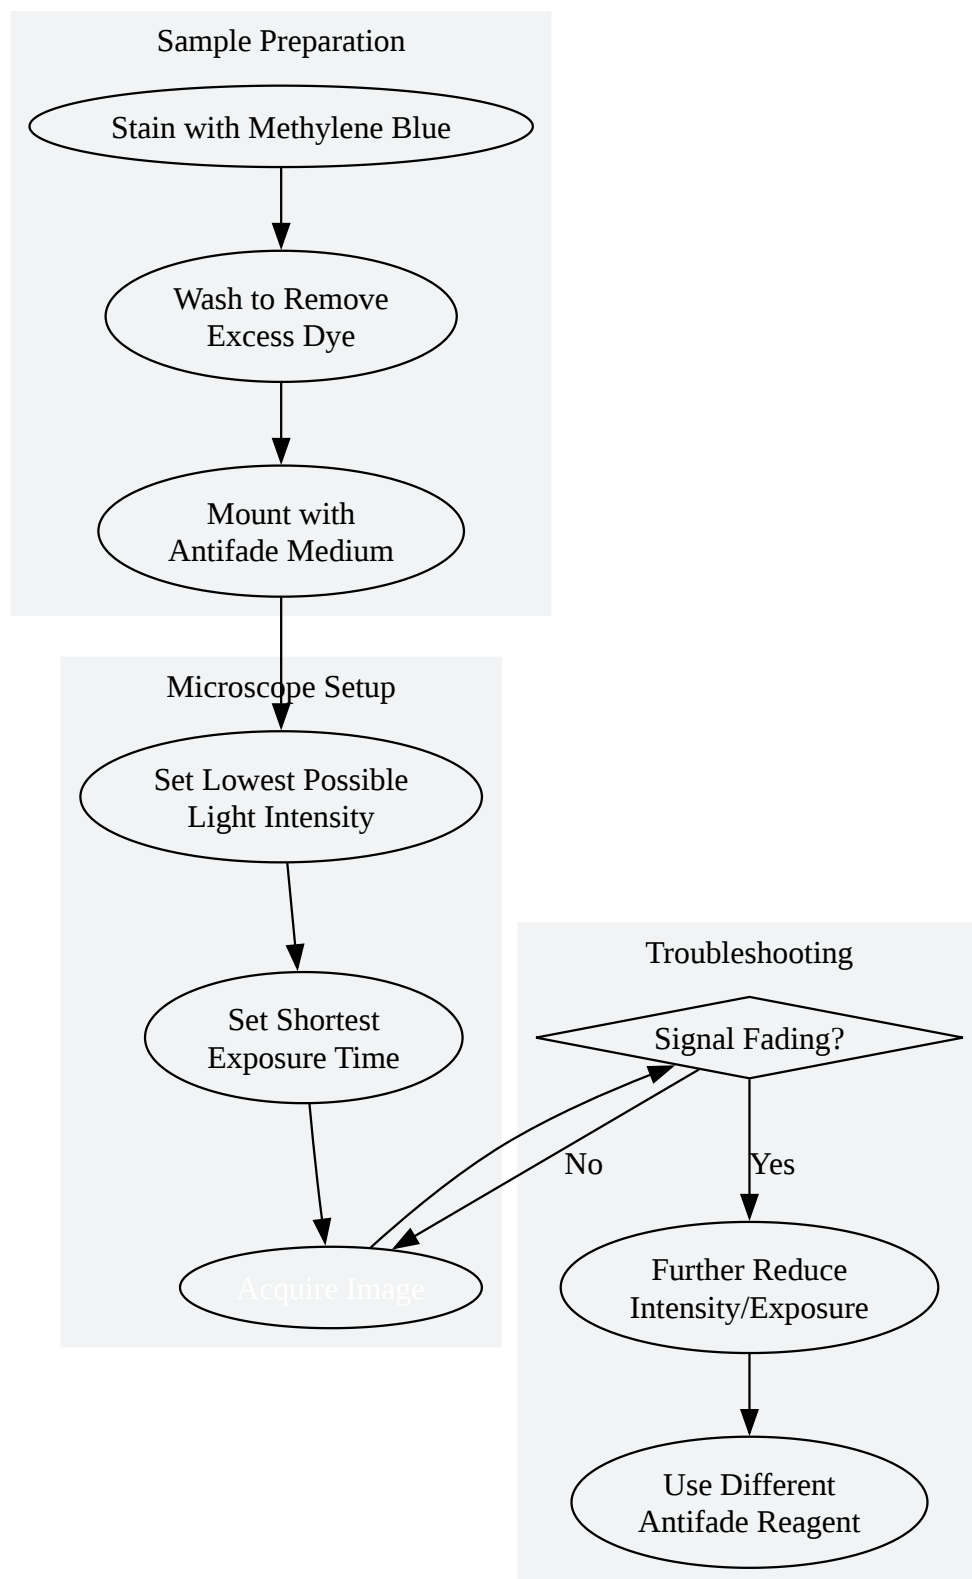 Sample Preparation
Stain with Methylene Blue
Wash to Remove
Excess Dye
Mount with
Antifade Medium
Microscope Setup
Set Lowest Possible
Light Intensity
Set Shortest
Exposure Time
Acquire Image
Troubleshooting
Signal Fading?
No
Yes
Further Reduce
Intensity/Exposure
Use Different
Antifade Reagent